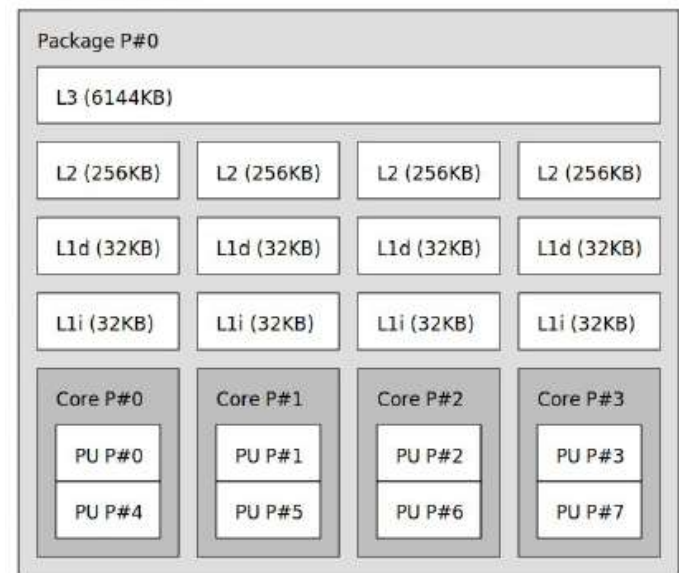 Package P#0
L3 (6144KB)
L2 (256KB) L2 (256KB) L2 (256KB) L2 (256KB)
L1d (32KB) L1d (32KB) L1d (32KB) L1d (32KB)
L1i (32KB) L1i (32KB) L1i (32KB) L1i (32KB)
Core P#0 Core P#1 Core P#2 Core P#3
PU P#0 PU P#1 PU P#2 PU P#3
PU P#4 PU P#5 PU P#6 PU P#7